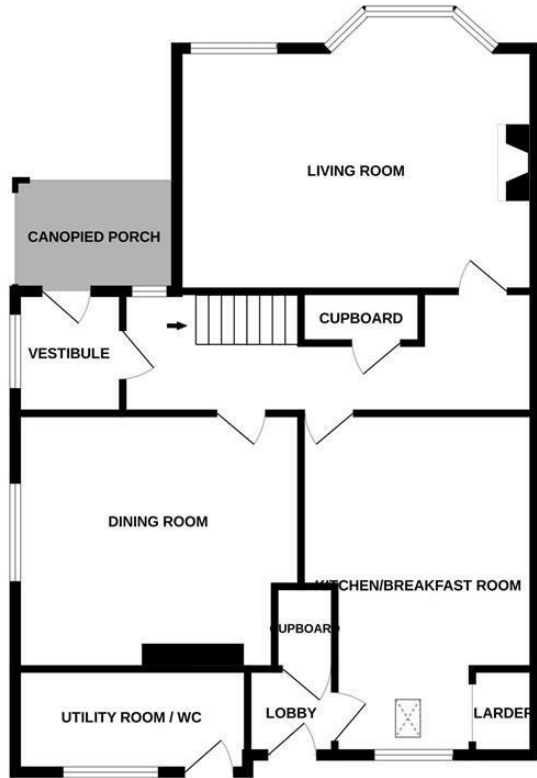 LIVING ROOM
CANOPIED PORCH
CUPBOARD
VESTIBULE
DINING ROOM
KITCHEN/BREAKFAST ROOM
CUPBOARD
UTILITY ROOM / WC
LOBBY
LARDER